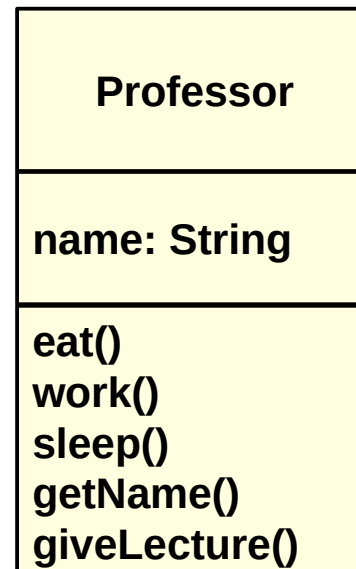 Professor
name: String
eat()
work()
sleep()
getName()
giveLecture()